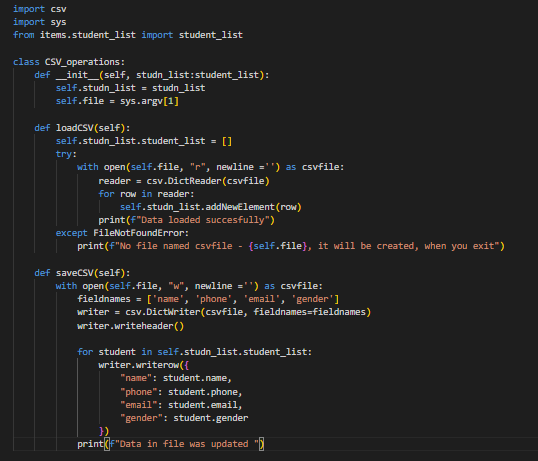 import csv
import sys
from items.student_list import student_list

class CSV_operations:
    def __init__(self, studn_list:student_list):
        self.studn_list = studn_list
        self.file = sys.argv[1]

    def loadCSV(self):
        self.studn_list.student_list = []
        try:
            with open(self.file, "r", newline ='') as csvfile:
                reader = csv.DictReader(csvfile)
                for row in reader:
                    self.studn_list.addNewElement(row)
                print(f"Data loaded succesfully")
        except FileNotFoundError:
            print(f"No file named csvfile - {self.file}, it will be created, when you exit")

    def saveCSV(self):
        with open(self.file, "w", newline ='') as csvfile:
            fieldnames = ['name', 'phone', 'email', 'gender']
            writer = csv.DictWriter(csvfile, fieldnames=fieldnames)
            writer.writeheader()

            for student in self.studn_list.student_list:
                writer.writerow({
                    "name": student.name,
                    "phone": student.phone,
                    "email": student.email,
                    "gender": student.gender
                })
            print(f"Data in file was updated ")